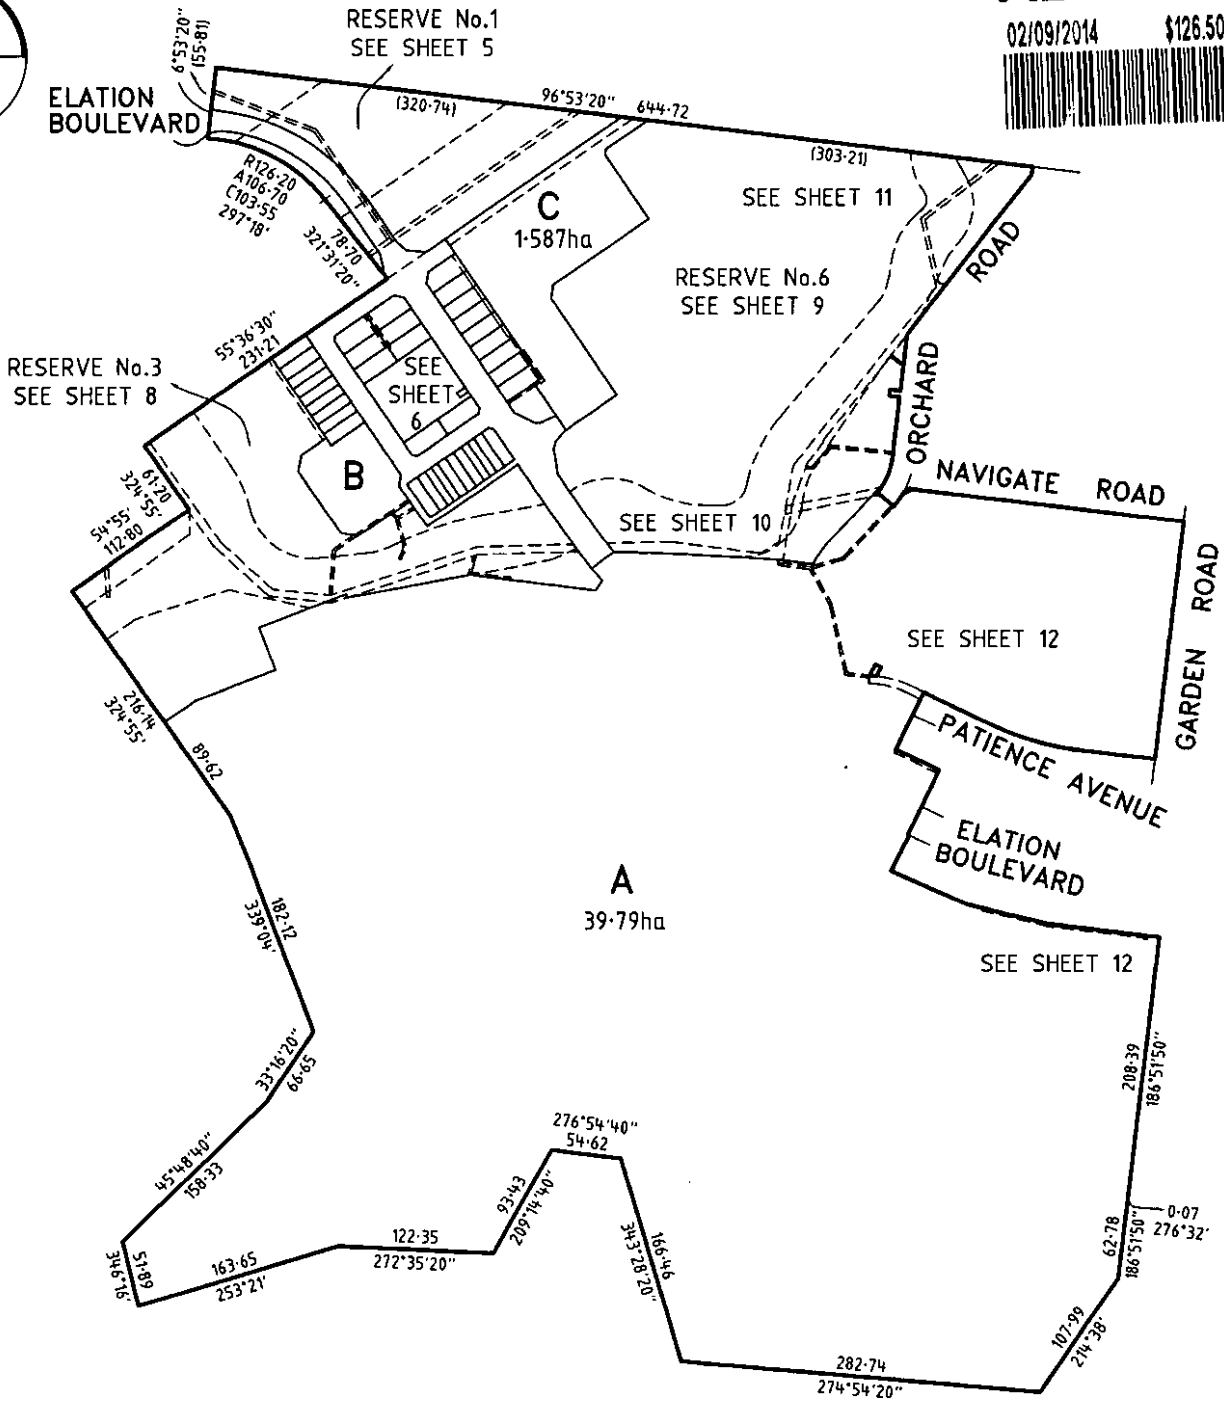 02/09/2014 $126.50
RESERVE No.1
SEE SHEET 5
6°53'20"
(55·81)
ELATION
BOULEVARD
(320·74)
96°53'20" 644·72
(303·21)
R126·20
A106·70
C103·55
297°18'
78·70
321°31'20"
C
1·587ha
SEE SHEET 11
ROAD
RESERVE No.6
SEE SHEET 9
55°36'30"
231·21
RESERVE No.3
SEE SHEET 8
SEE
SHEET
6
ORCHARD
B
61·20
324°55'
54°55'
112·80
NAVIGATE ROAD
SEE SHEET 10
GARDEN ROAD
SEE SHEET 12
216·14
324°55'
89·62
PATIENCE AVENUE
ELATION
BOULEVARD
A
39·79ha
182·12
339°04'
SEE SHEET 12
33°16'20"
66·65
208·39
186°51'50"
45°48'40"
158·33
276°54'40"
54·62
93·43
209°14'40"
51·89
346°16'
163·65
253°21'
122·35
272°35'20"
166·46
343°28'20"
0·07
276°32'
62·78
186°51'50"
107·99
214°38'
282·74
274°54'20"